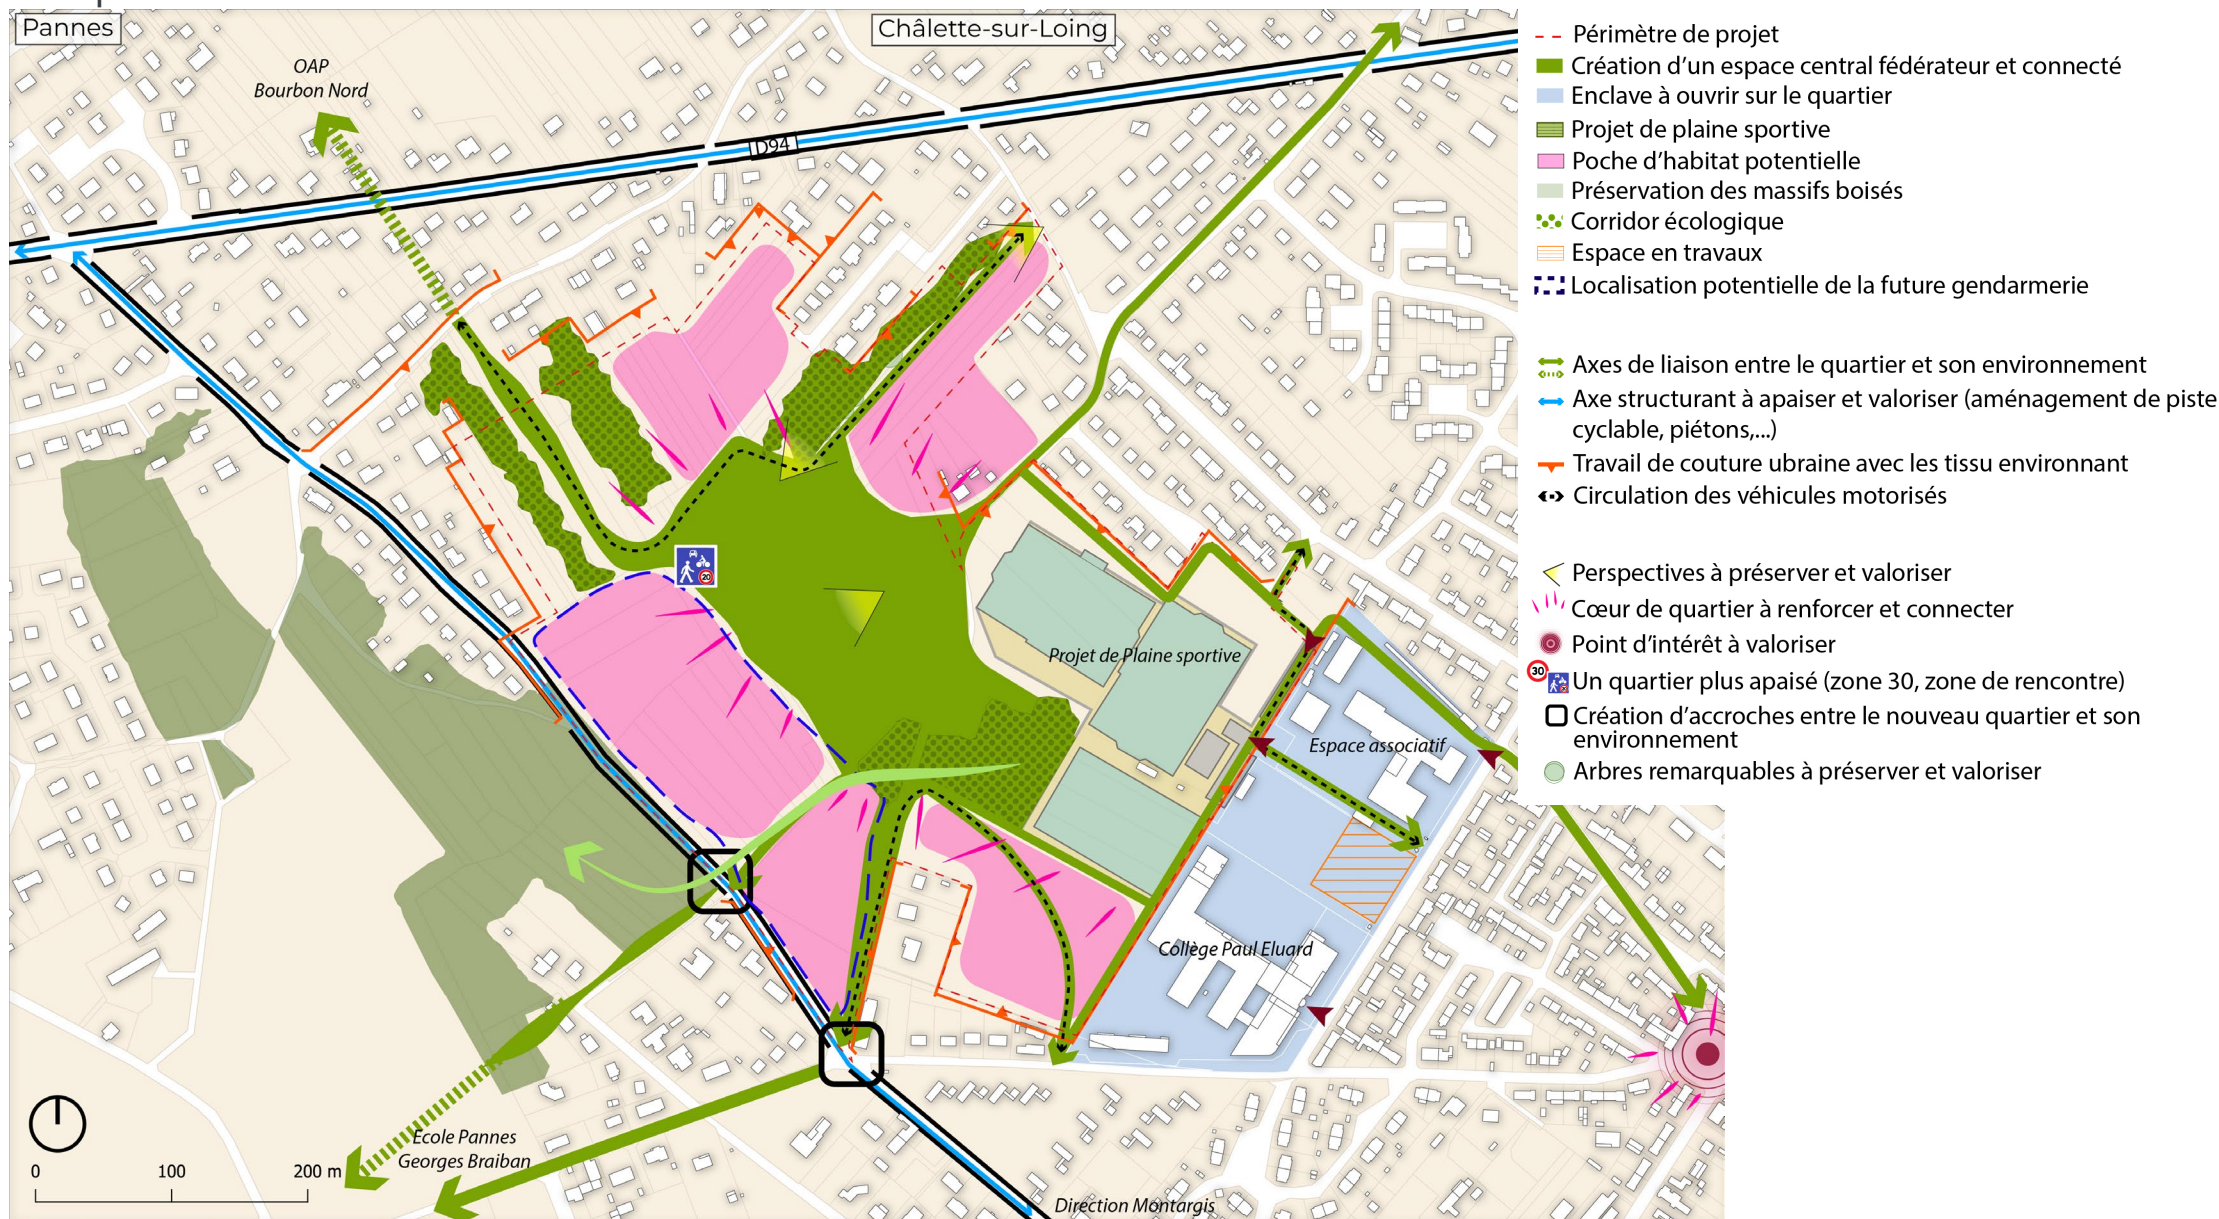 Pannes
Châlette-sur-Loing
OAP
Bourbon Nord
D94
20
Projet de Plaine sportive
Espace associatif
Collège Paul Eluard
Ecole Pannes
Georges Braiban
Direction Montargis
0 100 200 m
Périmètre de projet
Création d'un espace central fédérateur et connecté
Enclave à ouvrir sur le quartier
Projet de plaine sportive
Poche d'habitat potentielle
Préservation des massifs boisés
Corridor écologique
Espace en travaux
Localisation potentielle de la future gendarmerie
Axes de liaison entre le quartier et son environnement
Axe structurant à apaiser et valoriser (aménagement de piste
cyclable, piétons,...)
Travail de couture ubraine avec les tissu environnant
Circulation des véhicules motorisés
Perspectives à préserver et valoriser
Cœur de quartier à renforcer et connecter
Point d'intérêt à valoriser
30
Un quartier plus apaisé (zone 30, zone de rencontre)
Création d'accroches entre le nouveau quartier et son
environnement
Arbres remarquables à préserver et valoriser